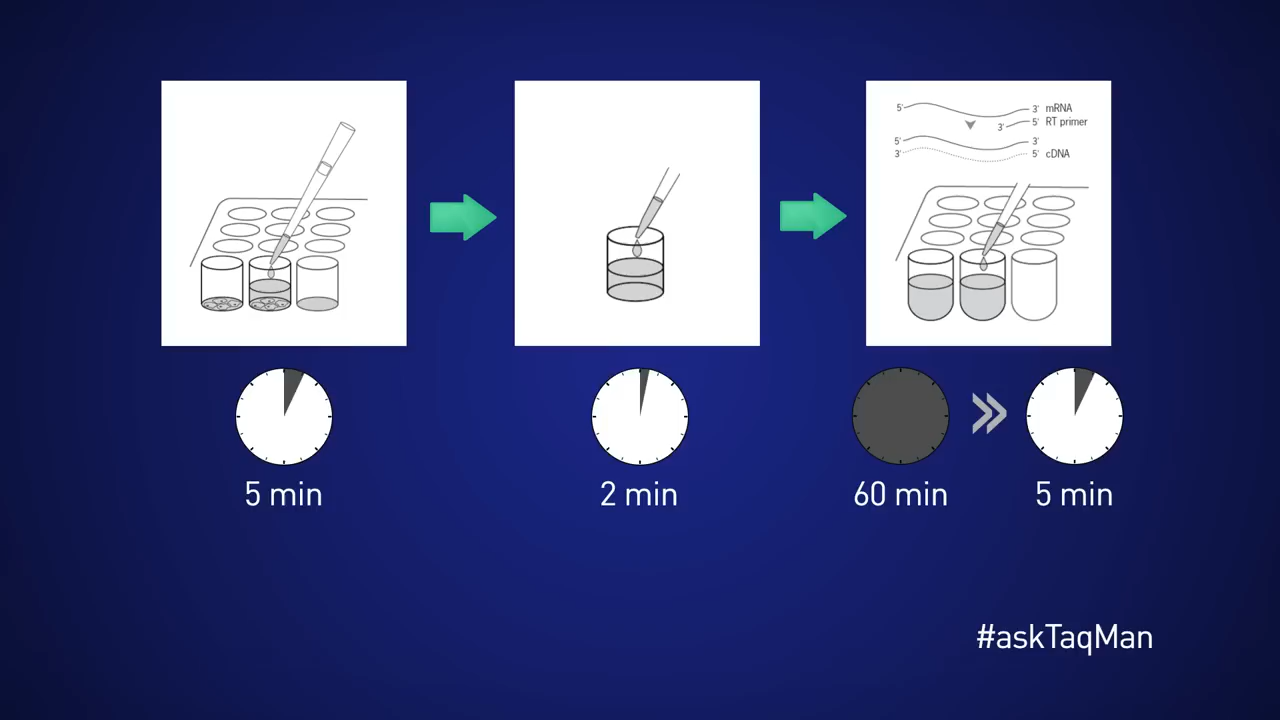 5' 3' mRNA
3' 5' RT primer
5' 3'
3' 5' cDNA
5 min
2 min
60 min
5 min
#askTaqMan